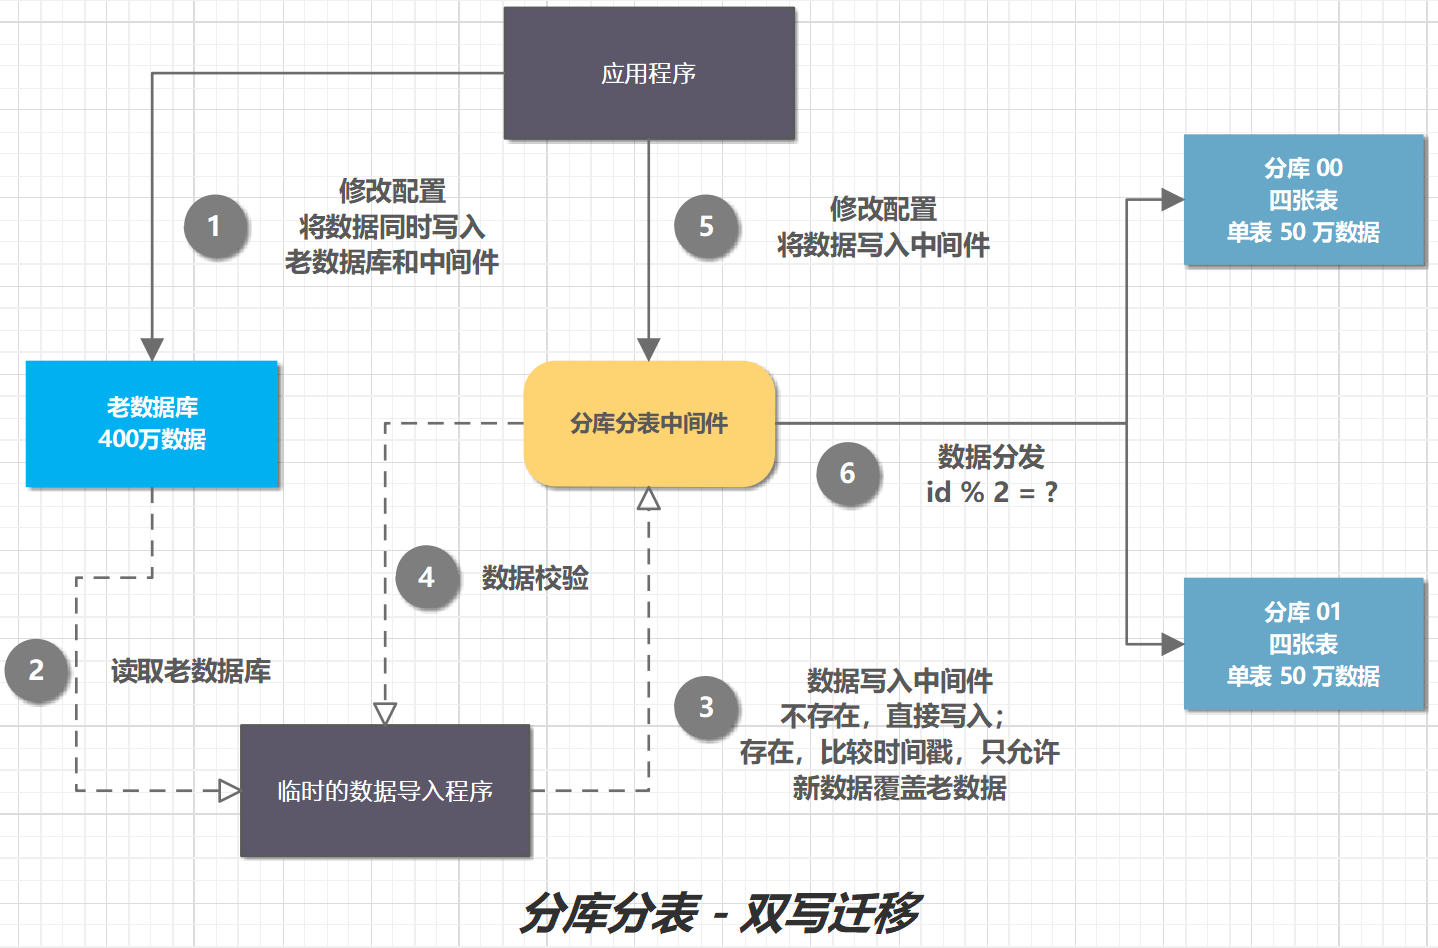 应用程序
1
修改配置
将数据同时写入
老数据库和中间件
5
修改配置
将数据写入中间件
分库 00
四张表
单表 50 万数据
老数据库
400万数据
分库分表中间件
6
数据分发
id % 2 = ?
4
数据校验
2
读取老数据库
分库 01
四张表
单表 50 万数据
3
数据写入中间件
不存在，直接写入；
存在，比较时间戳，只允许
新数据覆盖老数据
临时的数据导入程序
分库分表 - 双写迁移